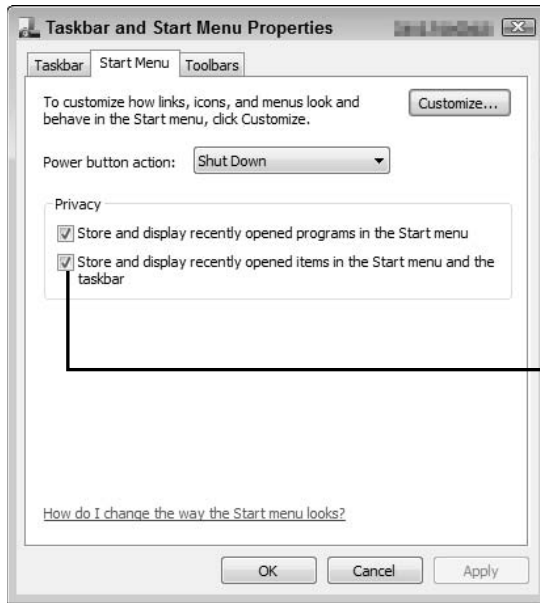 Taskbar and Start Menu Properties
Taskbar
Start Menu
Toolbars
To customize how links, icons, and menus look and
behave in the Start menu, click Customize.
Customize...
Power button action:
Shut Down
Privacy
Store and display recently opened programs in the Start menu
Store and display recently opened items in the Start menu and the
taskbar
How do I change the way the Start menu looks?
OK
Cancel
Apply